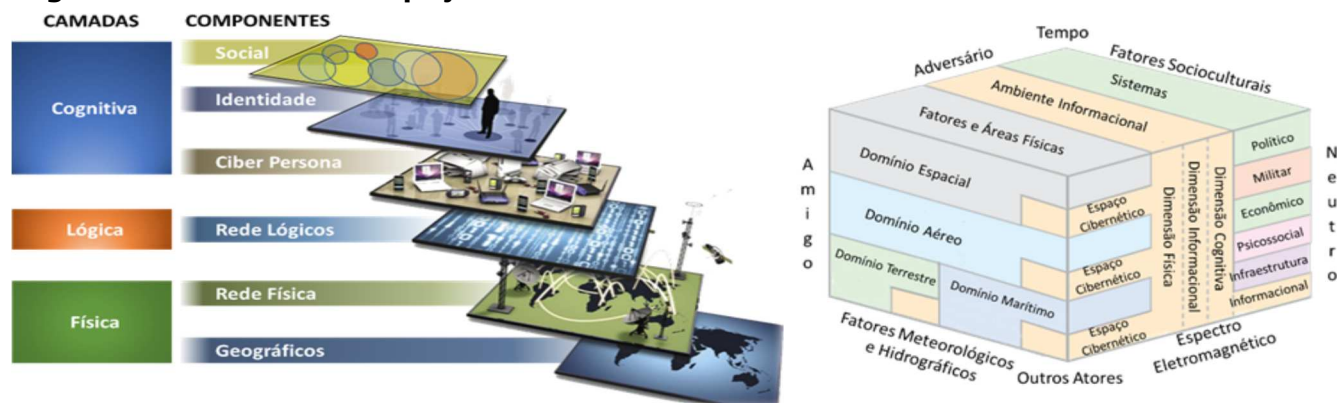 CAMADAS
COMPONENTES
Cognitiva
Social
Identidade
Ciber Persona
Lógica
Rede Lógicos
Física
Rede Física
Geográficos
Tempo
Adversário
Fatores Socioculturais
Sistemas
Ambiente Informacional
Fatores e Áreas Físicas
Amigo
Domínio Espacial
Espaço
Cibernético
Domínio Aéreo
Espaço
Cibernético
Domínio Terrestre
Domínio Marítimo
Espaço
Cibernético
Dimensão Física
Dimensão Informacional
Dimensão Cognitiva
Político
Militar
Econômico
Psicossocial
Infraestrutura
Informacional
Neutro
Fatores Meteorológicos
e Hidrográficos
Outros Atores
Espectro
Eletromagnético